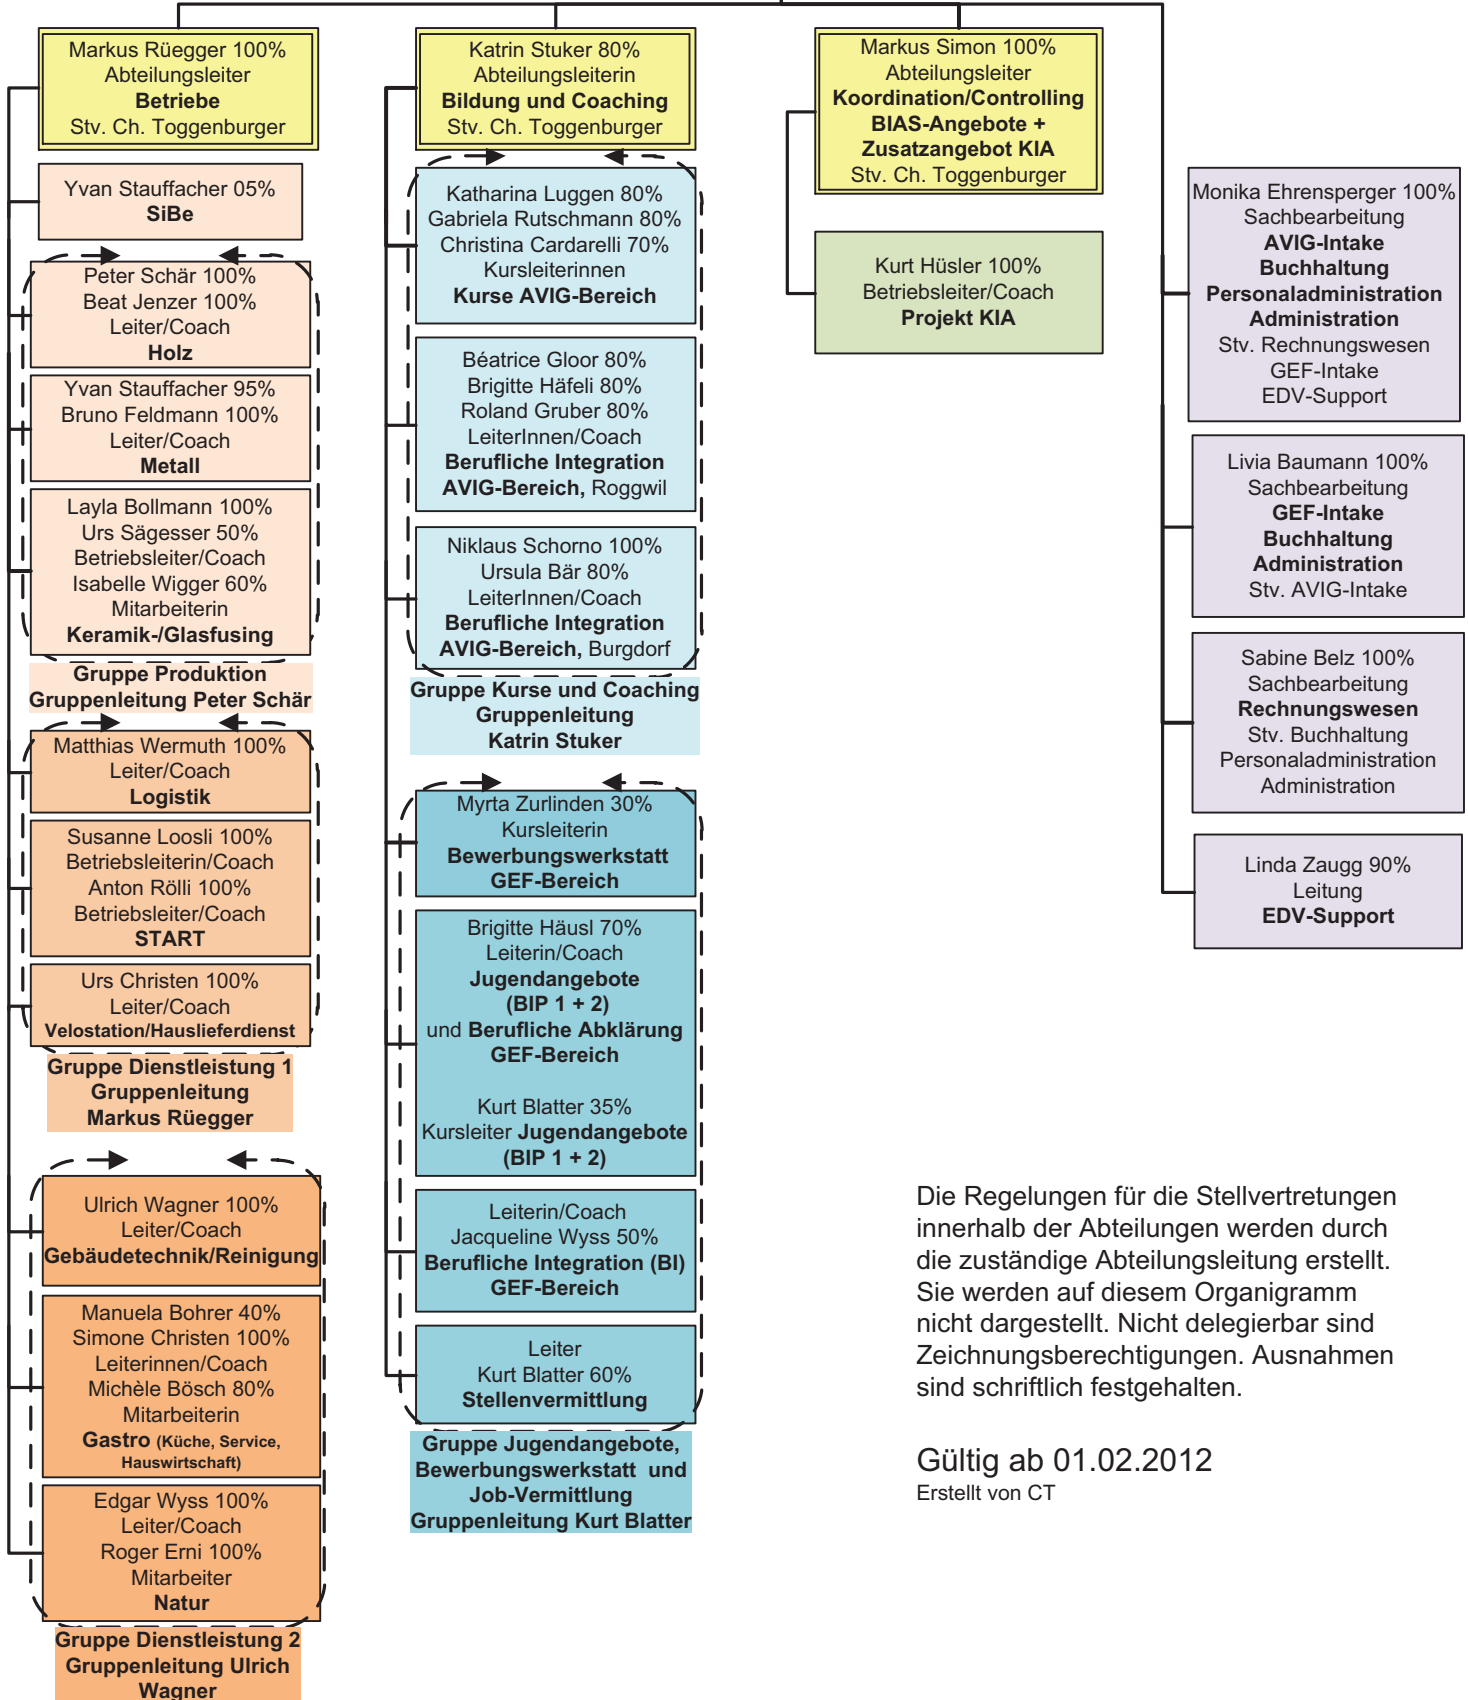 Markus Rüegger 100%
Abteilungsleiter
Betriebe
Stv. Ch. Toggenburger
Yvan Stauffacher 05%
SiBe
Peter Schär 100%
Beat Jenzer 100%
Leiter/Coach
Holz
Yvan Stauffacher 95%
Bruno Feldmann 100%
Leiter/Coach
Metall
Layla Bollmann 100%
Urs Sägesser 50%
Betriebsleiter/Coach
Isabelle Wigger 60%
Mitarbeiterin
Keramik-/Glasfusing
Gruppe Produktion
Gruppenleitung Peter Schär
Matthias Wermuth 100%
Leiter/Coach
Logistik
Susanne Loosli 100%
Betriebsleiterin/Coach
Anton Rölli 100%
Betriebsleiter/Coach
START
Urs Christen 100%
Leiter/Coach
Velostation/Hauslieferdienst
Gruppe Dienstleistung 1
Gruppenleitung
Markus Rüegger
Ulrich Wagner 100%
Leiter/Coach
Gebäudetechnik/Reinigung
Manuela Bohrer 40%
Simone Christen 100%
Leiterinnen/Coach
Michèle Bösch 80%
Mitarbeiterin
Gastro (Küche, Service,
Hauswirtschaft)
Edgar Wyss 100%
Leiter/Coach
Roger Erni 100%
Mitarbeiter
Natur
Gruppe Dienstleistung 2
Gruppenleitung Ulrich
Wagner
Katrin Stuker 80%
Abteilungsleiterin
Bildung und Coaching
Stv. Ch. Toggenburger
Katharina Luggen 80%
Gabriela Rutschmann 80%
Christina Cardarelli 70%
Kursleiterinnen
Kurse AVIG-Bereich
Béatrice Gloor 80%
Brigitte Häfeli 80%
Roland Gruber 80%
LeiterInnen/Coach
Berufliche Integration
AVIG-Bereich, Roggwil
Niklaus Schorno 100%
Ursula Bär 80%
LeiterInnen/Coach
Berufliche Integration
AVIG-Bereich, Burgdorf
Gruppe Kurse und Coaching
Gruppenleitung
Katrin Stuker
Myrta Zurlinden 30%
Kursleiterin
Bewerbungswerkstatt
GEF-Bereich
Brigitte Häusl 70%
Leiterin/Coach
Jugendangebote
(BIP 1 + 2)
und Berufliche Abklärung
GEF-Bereich
Kurt Blatter 35%
Kursleiter Jugendangebote
(BIP 1 + 2)
Leiterin/Coach
Jacqueline Wyss 50%
Berufliche Integration (BI)
GEF-Bereich
Leiter
Kurt Blatter 60%
Stellenvermittlung
Gruppe Jugendangebote,
Bewerbungswerkstatt und
Job-Vermittlung
Gruppenleitung Kurt Blatter
Markus Simon 100%
Abteilungsleiter
Koordination/Controlling
BIAS-Angebote +
Zusatzangebot KIA
Stv. Ch. Toggenburger
Kurt Hüsler 100%
Betriebsleiter/Coach
Projekt KIA
Monika Ehrensperger 100%
Sachbearbeitung
AVIG-Intake
Buchhaltung
Personaladministration
Administration
Stv. Rechnungswesen
GEF-Intake
EDV-Support
Livia Baumann 100%
Sachbearbeitung
GEF-Intake
Buchhaltung
Administration
Stv. AVIG-Intake
Sabine Belz 100%
Sachbearbeitung
Rechnungswesen
Stv. Buchhaltung
Personaladministration
Administration
Linda Zaugg 90%
Leitung
EDV-Support
Die Regelungen für die Stellvertretungen
innerhalb der Abteilungen werden durch
die zuständige Abteilungsleitung erstellt.
Sie werden auf diesem Organigramm
nicht dargestellt. Nicht delegierbar sind
Zeichnungsberechtigungen. Ausnahmen
sind schriftlich festgehalten.
Gültig ab 01.02.2012
Erstellt von CT